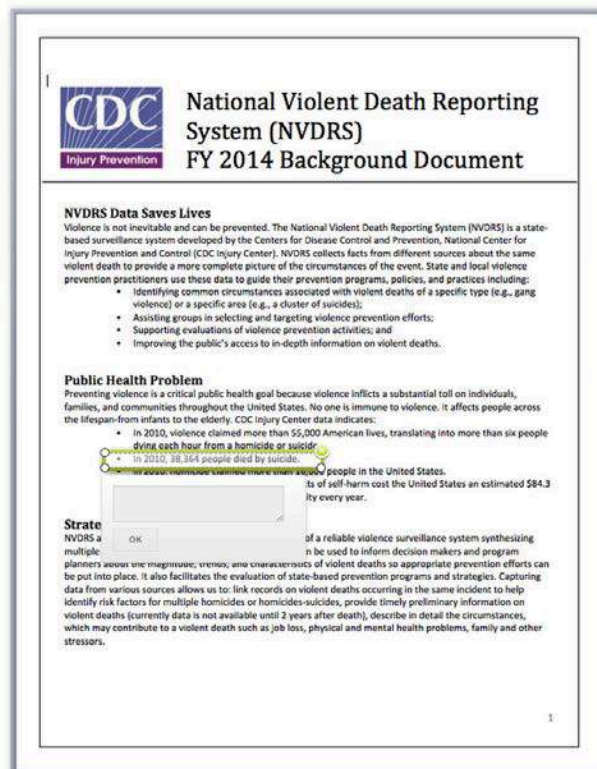 CDC
Injury Prevention
National Violent Death Reporting
System (NVDRS)
FY 2014 Background Document
NVDRS Data Saves Lives
Violence is not inevitable and can be prevented. The National Violent Death Reporting System (NVDRS) is a state-
based surveillance system developed by the Centers for Disease Control and Prevention, National Center for
Injury Prevention and Control (CDC Injury Center). NVDRS collects facts from different sources about the same
violent death to provide a more complete picture of the circumstances of the event. State and local violence
prevention practitioners use these data to guide their prevention programs, policies, and practices including:
• Identifying common circumstances associated with violent deaths of a specific type (e.g., gang
violence) or a specific area (e.g., a cluster of suicides);
• Assisting groups in selecting and targeting violence prevention efforts;
• Supporting evaluations of violence prevention activities; and
• Improving the public's access to in-depth information on violent deaths.
Public Health Problem
Preventing violence is a critical public health goal because violence inflicts a substantial toll on individuals,
families, and communities throughout the United States. No one is immune to violence. It affects people across
the lifespan-from infants to the elderly. CDC Injury Center data indicates:
• In 2010, violence claimed more than 55,000 American lives, translating into more than six people
dying each hour from a homicide or suicide
• In 2010, 38,364 people died by suicide.
• In 2010, homicide claimed more than 16,000 people in the United States.
ts of self-harm cost the United States an estimated $84.3
ity every year.
OK
Strate
NVDRS a of a reliable violence surveillance system synthesizing
multiple n be used to inform decision makers and program
planners about the magnitude, trends, and characteristics of violent deaths so appropriate prevention efforts can
be put into place. It also facilitates the evaluation of state-based prevention programs and strategies. Capturing
data from various sources allows us to: link records on violent deaths occurring in the same incident to help
identify risk factors for multiple homicides or homicides-suicides, provide timely preliminary information on
violent deaths (currently data is not available until 2 years after death), describe in detail the circumstances,
which may contribute to a violent death such as job loss, physical and mental health problems, family and other
stressors.
1